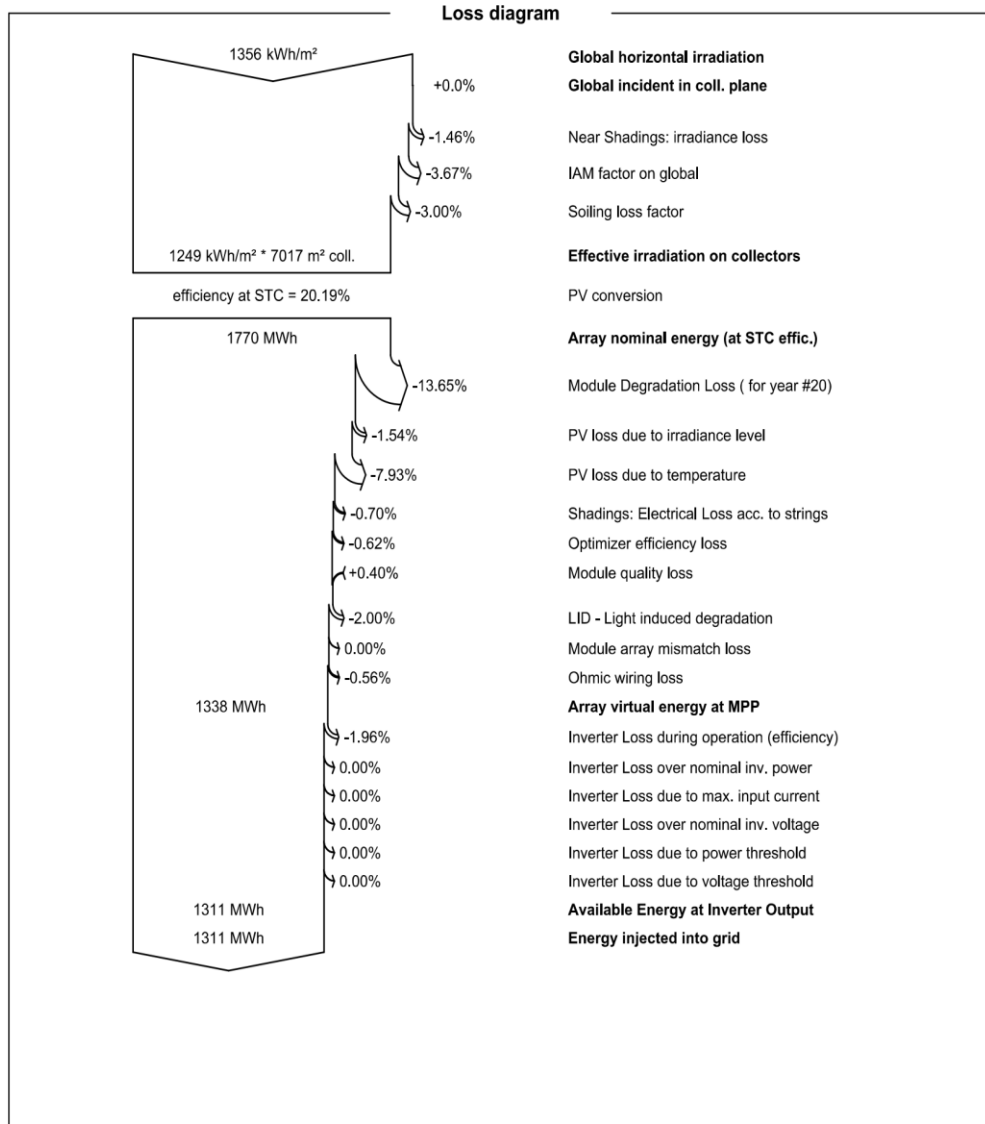 Loss diagram
1356 kWh/m² Global horizontal irradiation
+0.0% Global incident in coll. plane
-1.46% Near Shadings: irradiance loss
-3.67% IAM factor on global
-3.00% Soiling loss factor
1249 kWh/m² * 7017 m² coll. Effective irradiation on collectors
efficiency at STC = 20.19% PV conversion
1770 MWh Array nominal energy (at STC effic.)
-13.65% Module Degradation Loss ( for year #20)
-1.54% PV loss due to irradiance level
-7.93% PV loss due to temperature
-0.70% Shadings: Electrical Loss acc. to strings
-0.62% Optimizer efficiency loss
+0.40% Module quality loss
-2.00% LID - Light induced degradation
0.00% Module array mismatch loss
-0.56% Ohmic wiring loss
1338 MWh Array virtual energy at MPP
-1.96% Inverter Loss during operation (efficiency)
0.00% Inverter Loss over nominal inv. power
0.00% Inverter Loss due to max. input current
0.00% Inverter Loss over nominal inv. voltage
0.00% Inverter Loss due to power threshold
0.00% Inverter Loss due to voltage threshold
1311 MWh Available Energy at Inverter Output
1311 MWh Energy injected into grid